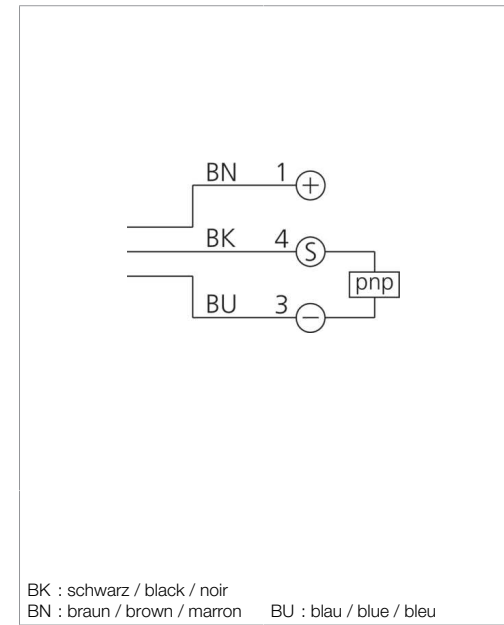 BN 1 +
BK 4 S
pnp
BU 3 −
BK : schwarz / black / noir
BN : braun / brown / marron BU : blau / blue / bleu